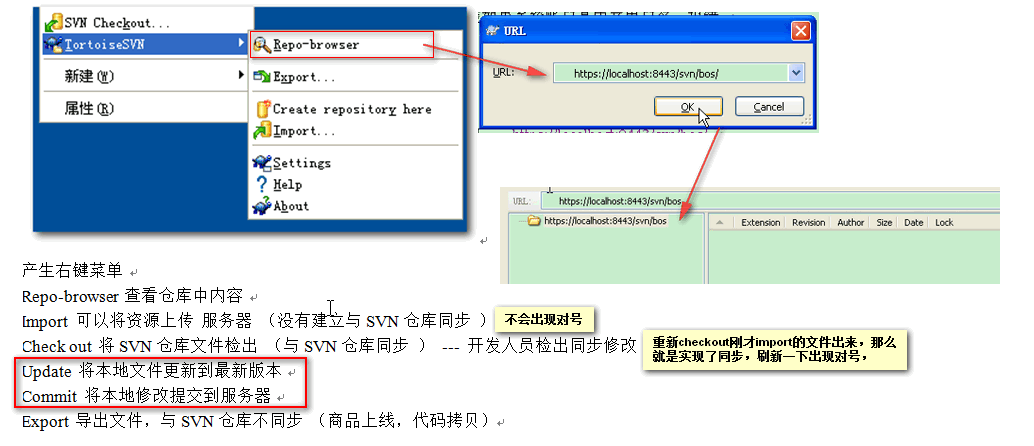 SVN Checkout...
TortoiseSVN
新建(W)
属性(R)
Repo-browser
Export...
Create repository here
Import...
Settings
Help
About
URL
URL:
https://localhost:8443/svn/bos/
OK
Cancel
URL:
https://localhost:8443/svn/bos
https://localhost:8443/svn/bos
Extension Revision Author Size Date Lock
产生右键菜单
Repo-browser 查看仓库中内容
Import 可以将资源上传 服务器 （没有建立与 SVN 仓库同步 ）
不会出现对号
Check out 将 SVN 仓库文件检出 （与 SVN 仓库同步 ） --- 开发人员检出同步修改
重新checkout刚才import的文件出来，那么
就是实现了同步，刷新一下出现对号，
Update 将本地文件更新到最新版本
Commit 将本地修改提交到服务器
Export 导出文件，与 SVN 仓库不同步 （商品上线，代码拷贝）